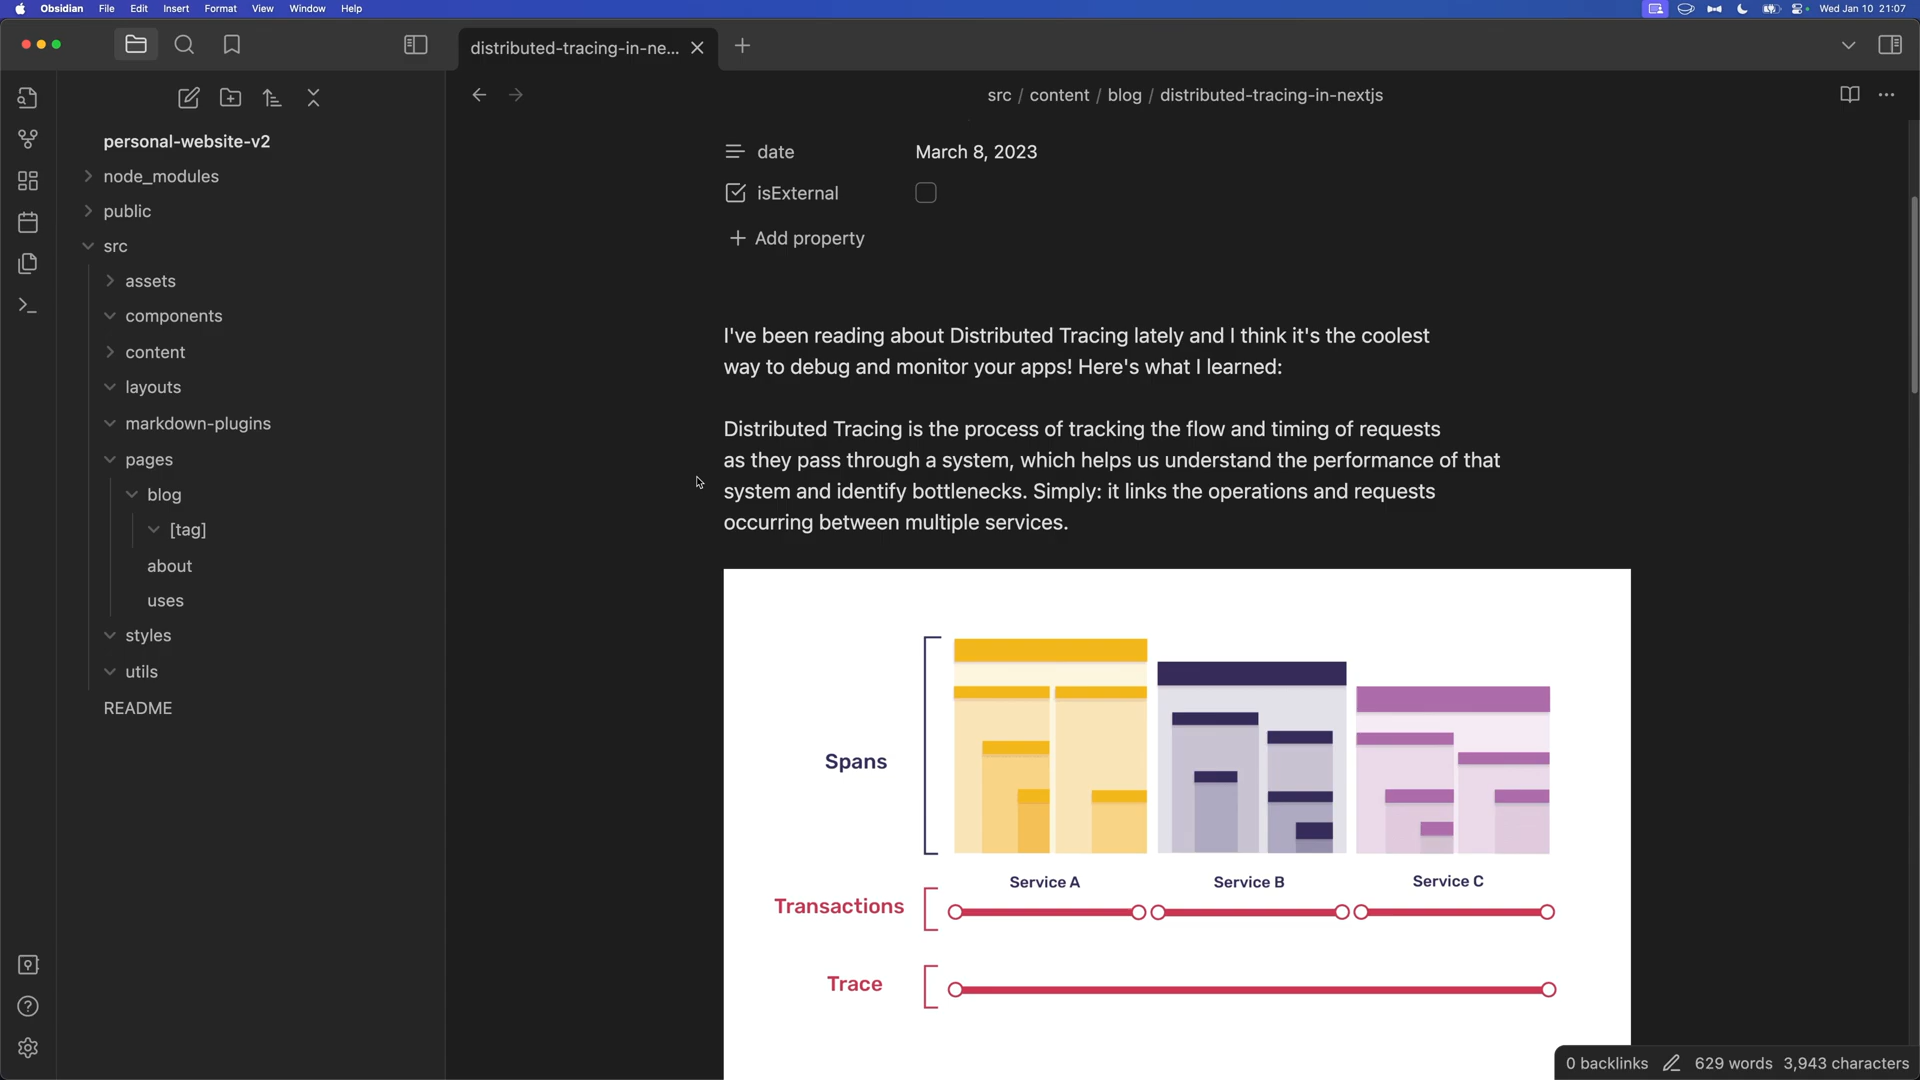 Obsidian File Edit Insert Format View Window Help
Wed Jan 10 21:07
distributed-tracing-in-ne...
src / content / blog / distributed-tracing-in-nextjs
personal-website-v2
node_modules
public
src
assets
components
content
layouts
markdown-plugins
pages
blog
[tag]
about
uses
styles
utils
README
date March 8, 2023
isExternal
Add property
I've been reading about Distributed Tracing lately and I think it's the coolest
way to debug and monitor your apps! Here's what I learned:
Distributed Tracing is the process of tracking the flow and timing of requests
as they pass through a system, which helps us understand the performance of that
system and identify bottlenecks. Simply: it links the operations and requests
occurring between multiple services.
Spans
Service A Service B Service C
Transactions
Trace
0 backlinks 629 words 3,943 characters